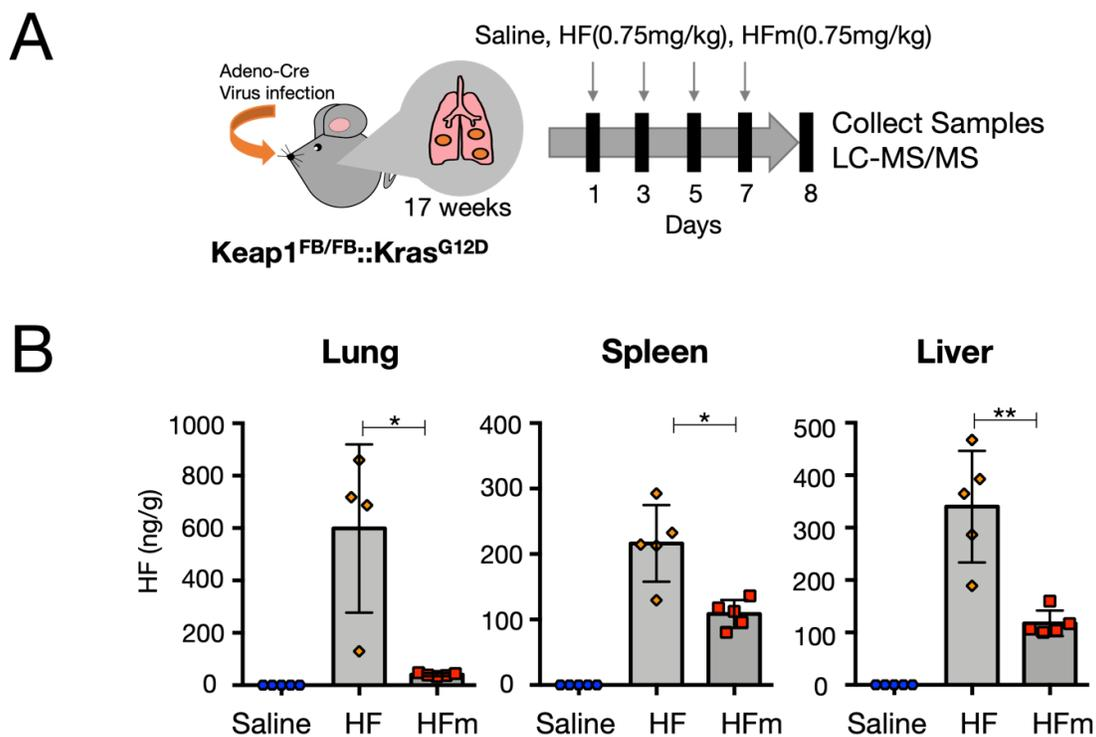 A
Saline, HF(0.75mg/kg), HFm(0.75mg/kg)
Adeno-Cre
Virus infection
17 weeks
Keap1FB/FB::KrasG12D
Collect Samples
LC-MS/MS
1 3 5 7 8
Days
B
Lung
HF (ng/g)
1000
800
600
400
200
0
*
Saline HF HFm
Spleen
400
300
200
100
0
*
Saline HF HFm
Liver
500
400
300
200
100
0
**
Saline HF HFm